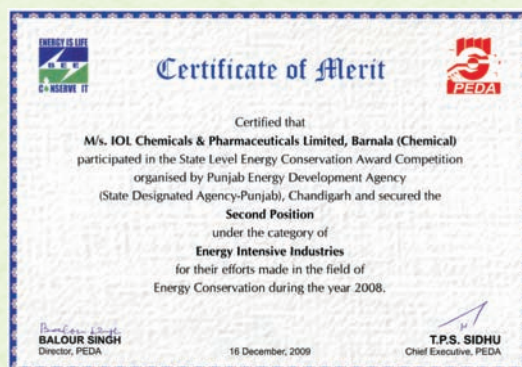 ENERGY IS LIFE
BEE
CONSERVE IT
Certificate of Merit
PEDA
Certified that
M/s. IOL Chemicals & Pharmaceuticals Limited, Barnala (Chemical)
participated in the State Level Energy Conservation Award Competition
organised by Punjab Energy Development Agency
(State Designated Agency-Punjab), Chandigarh and secured the
Second Position
under the category of
Energy Intensive Industries
for their efforts made in the field of
Energy Conservation during the year 2008.
BALOUR SINGH
Director, PEDA
16 December, 2009
T.P.S. SIDHU
Chief Executive, PEDA